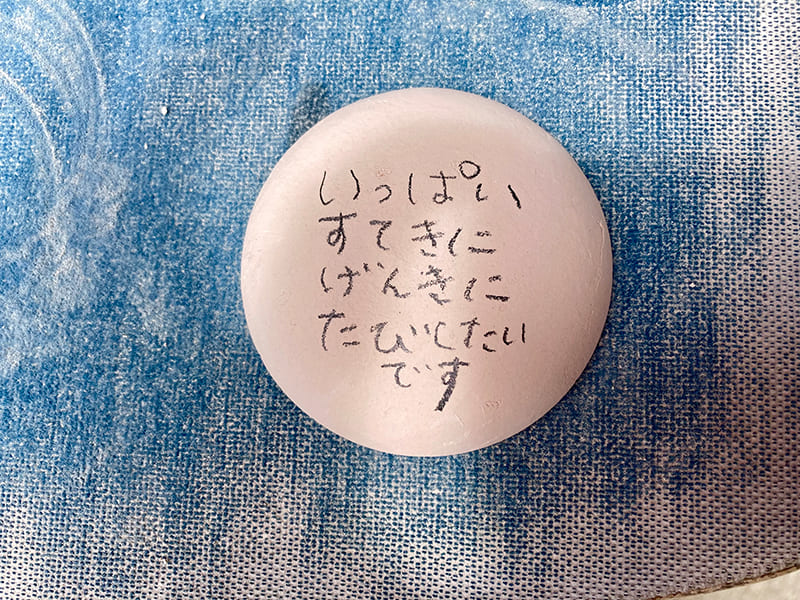 いっぱい
すてきに
げんきに
たびしたい
です